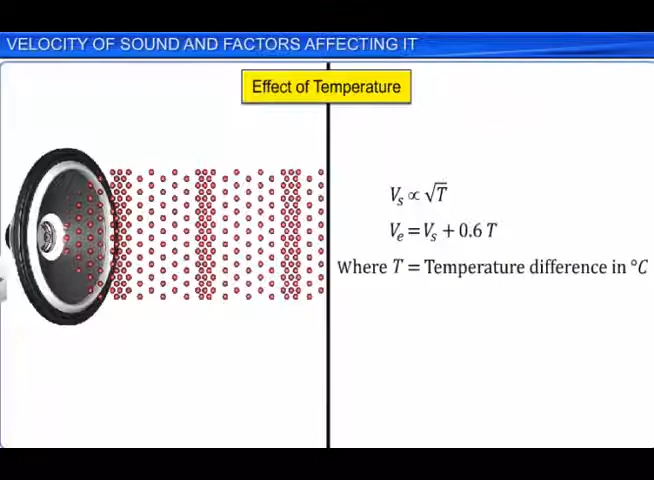 VELOCITY OF SOUND AND FACTORS AFFECTING IT
Effect of Temperature
Vₛ ∝ √T
Vₑ = Vₛ + 0.6 T
Where T = Temperature difference in °C